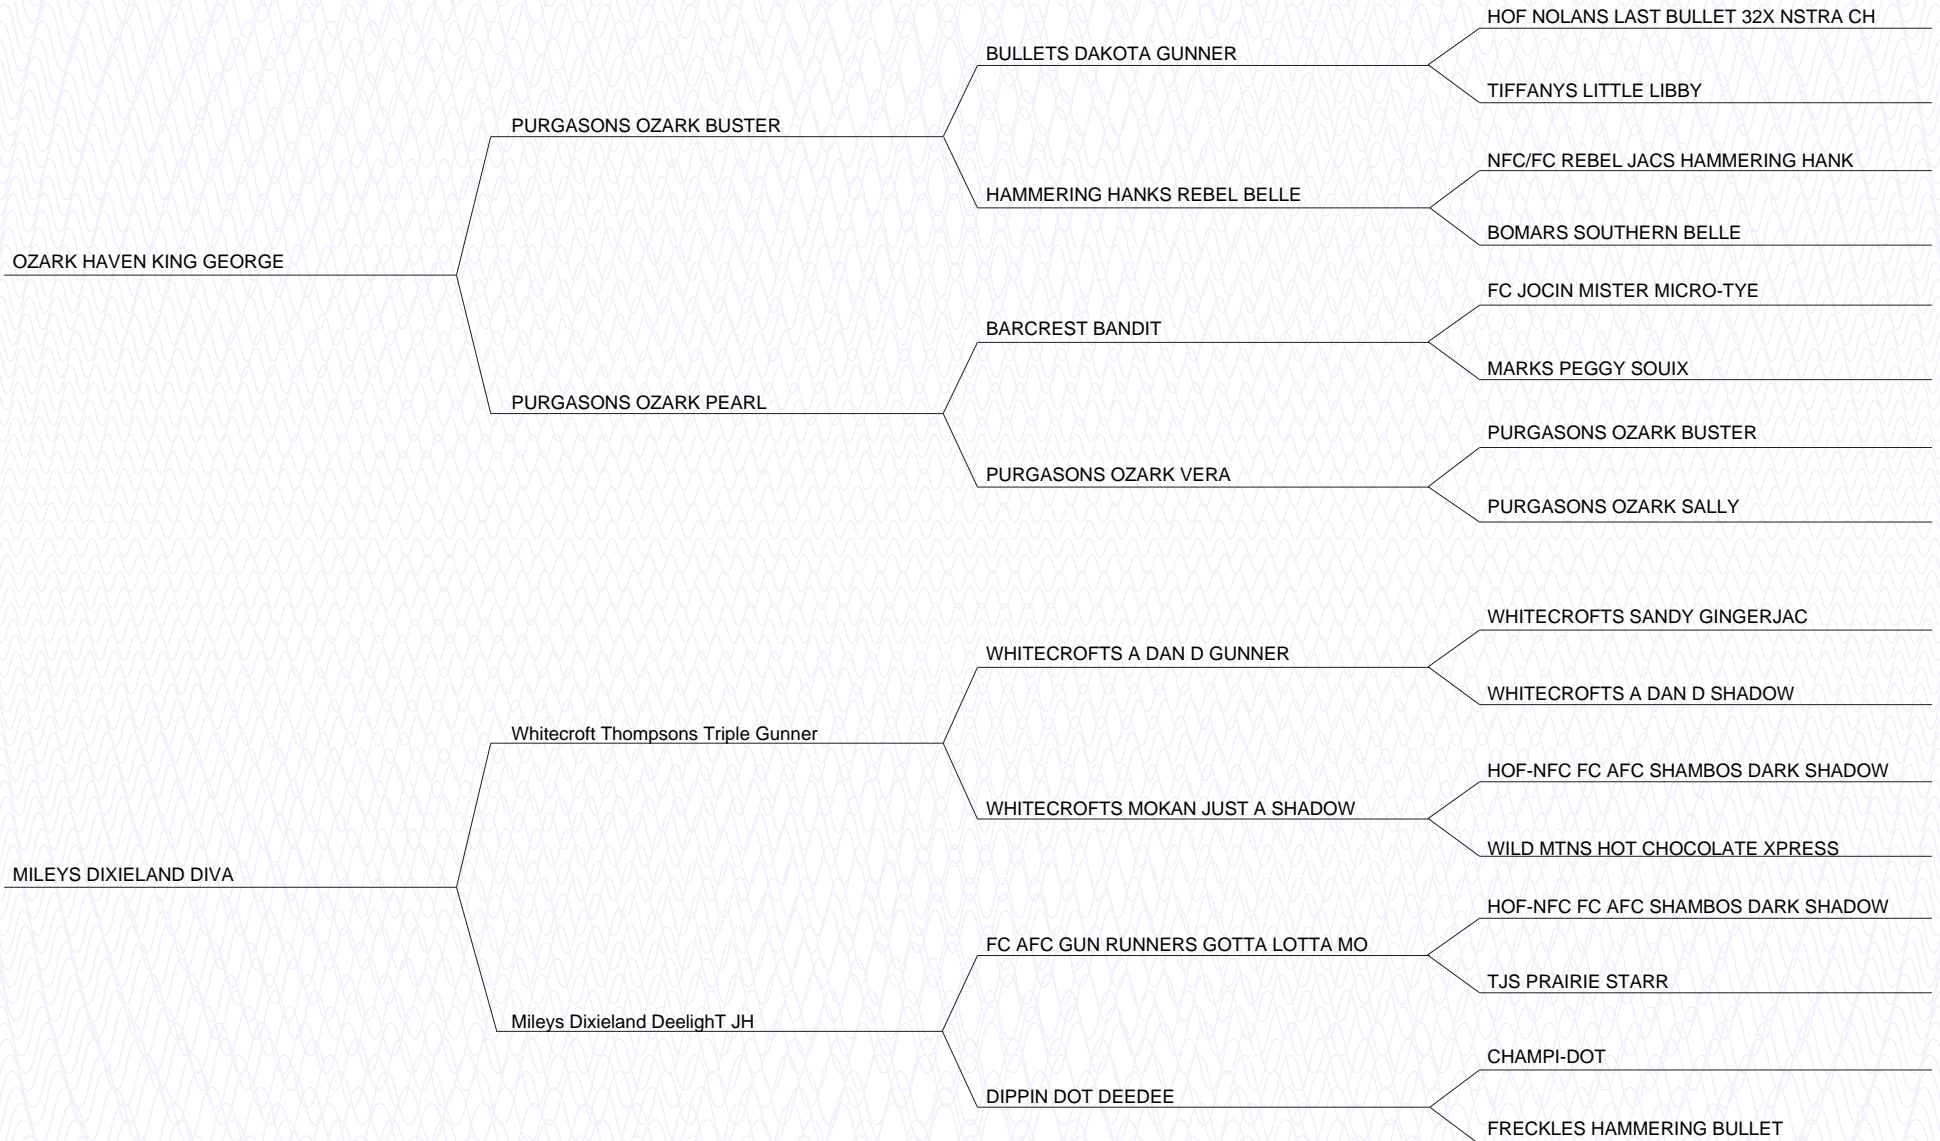 HOF NOLANS LAST BULLET 32X NSTRA CH
BULLETS DAKOTA GUNNER
TIFFANYS LITTLE LIBBY
PURGASONS OZARK BUSTER
NFC/FC REBEL JACS HAMMERING HANK
HAMMERING HANKS REBEL BELLE
BOMARS SOUTHERN BELLE
OZARK HAVEN KING GEORGE
FC JOCIN MISTER MICRO-TYE
BARCREST BANDIT
MARKS PEGGY SOUIX
PURGASONS OZARK PEARL
PURGASONS OZARK BUSTER
PURGASONS OZARK VERA
PURGASONS OZARK SALLY
WHITECROFTS SANDY GINGERJAC
WHITECROFTS A DAN D GUNNER
WHITECROFTS A DAN D SHADOW
Whitecroft Thompsons Triple Gunner
HOF-NFC FC AFC SHAMBOS DARK SHADOW
WHITECROFTS MOKAN JUST A SHADOW
WILD MTNS HOT CHOCOLATE XPRESS
MILEYS DIXIELAND DIVA
HOF-NFC FC AFC SHAMBOS DARK SHADOW
FC AFC GUN RUNNERS GOTTA LOTTA MO
TJS PRAIRIE STARR
Mileys Dixieland DeelighT JH
CHAMPI-DOT
DIPPIN DOT DEEDEE
FRECKLES HAMMERING BULLET